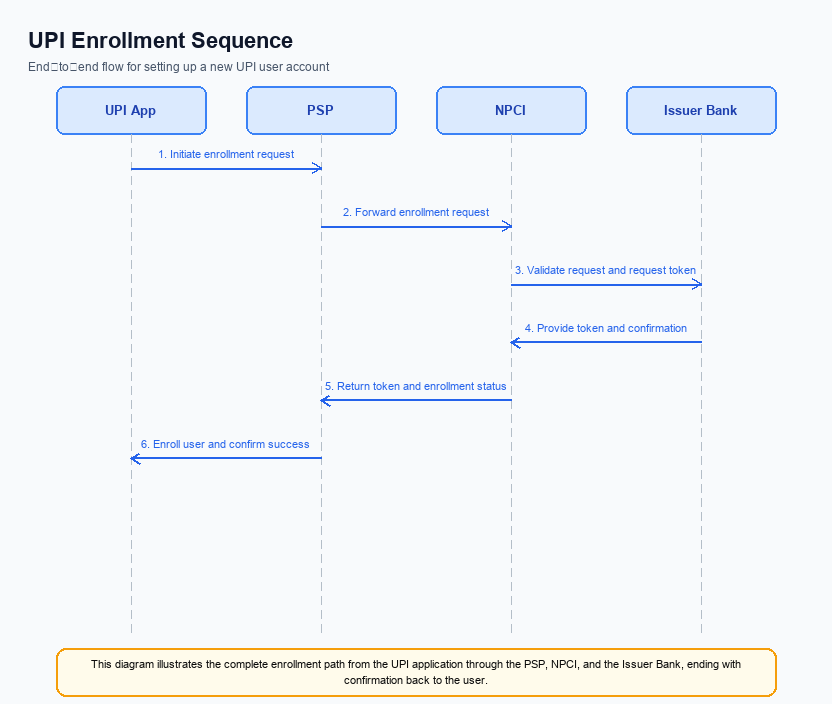 UPI Enrollment Sequence
End□to□end flow for setting up a new UPI user account
UPI App
PSP
NPCI
Issuer Bank
1. Initiate enrollment request
2. Forward enrollment request
3. Validate request and request token
4. Provide token and confirmation
5. Return token and enrollment status
6. Enroll user and confirm success
This diagram illustrates the complete enrollment path from the UPI application through the PSP, NPCI, and the Issuer Bank, ending with
confirmation back to the user.